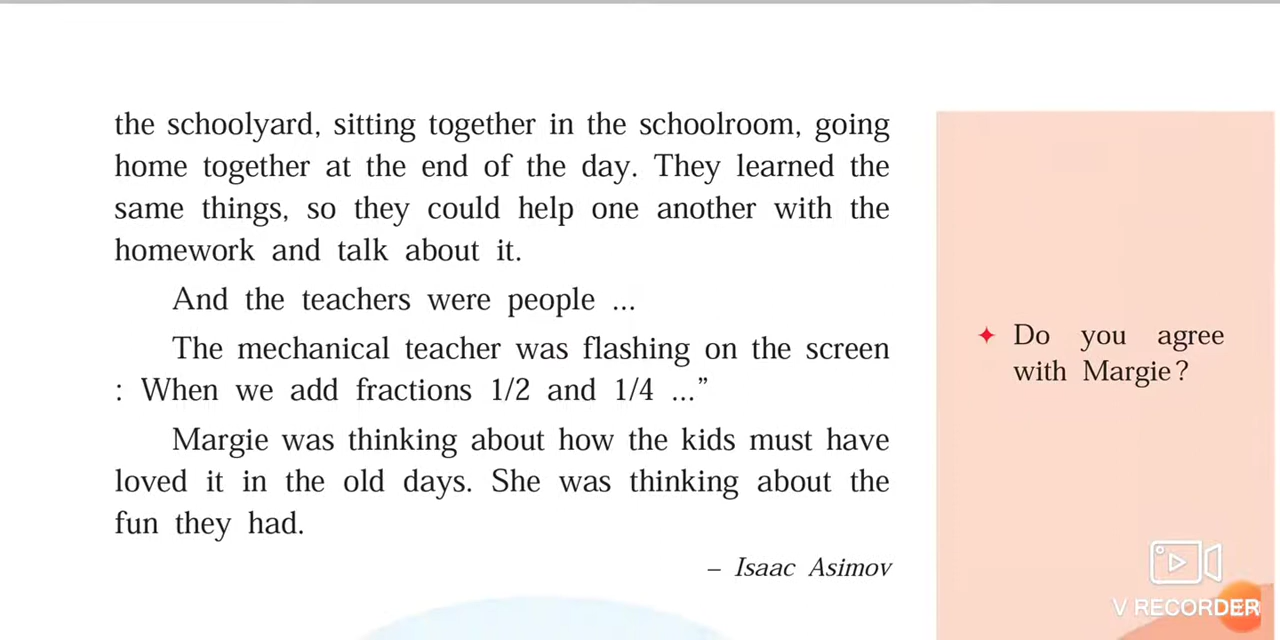 the schoolyard, sitting together in the schoolroom, going
home together at the end of the day. They learned the
same things, so they could help one another with the
homework and talk about it.
And the teachers were people ...
The mechanical teacher was flashing on the screen
: When we add fractions 1/2 and 1/4 ...”
Margie was thinking about how the kids must have
loved it in the old days. She was thinking about the
fun they had.
– Isaac Asimov
Do you agree
with Margie?
V RECORDER